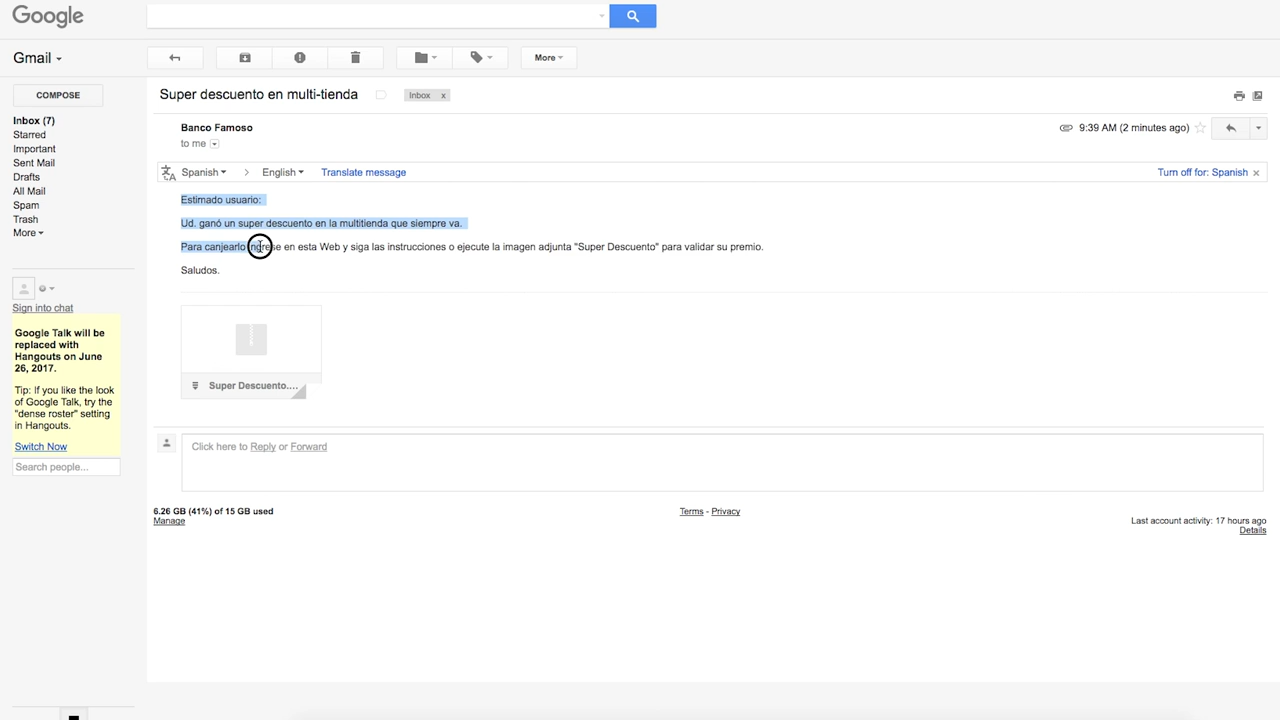 Google
Gmail
More
COMPOSE
Super descuento en multi-tienda
Inbox x
Inbox (7)
Starred
Important
Sent Mail
Drafts
All Mail
Spam
Trash
More
Banco Famoso
to me
9:39 AM (2 minutes ago)
Spanish > English Translate message
Turn off for: Spanish x
Estimado usuario:
Ud. ganó un super descuento en la multitienda que siempre va.
Para canjearlo ingrese en esta Web y siga las instrucciones o ejecute la imagen adjunta "Super Descuento" para validar su premio.
Saludos.
Super Descuento....
Sign into chat
Google Talk will be
replaced with
Hangouts on June
26, 2017.
Tip: if you like the look
of Google Talk, try the
"dense roster" setting
in Hangouts.
Switch Now
Search people...
Click here to Reply or Forward
6.26 GB (41%) of 15 GB used
Manage
Terms - Privacy
Last account activity: 17 hours ago
Details